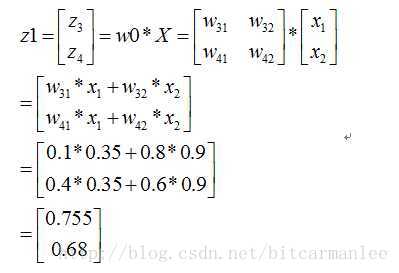 z1 = [z₃ z₄] = w0 * X = [w₃₁ w₃₂ w₄₁ w₄₂] * [x₁ x₂]
= [w₃₁ * x₁ + w₃₂ * x₂
w₄₁ * x₁ + w₄₂ * x₂]
= [0.1*0.35+0.8*0.9
0.4*0.35+0.6*0.9]
= [0.755
0.68]
http://blog.csdn.net/bitcarmanlee